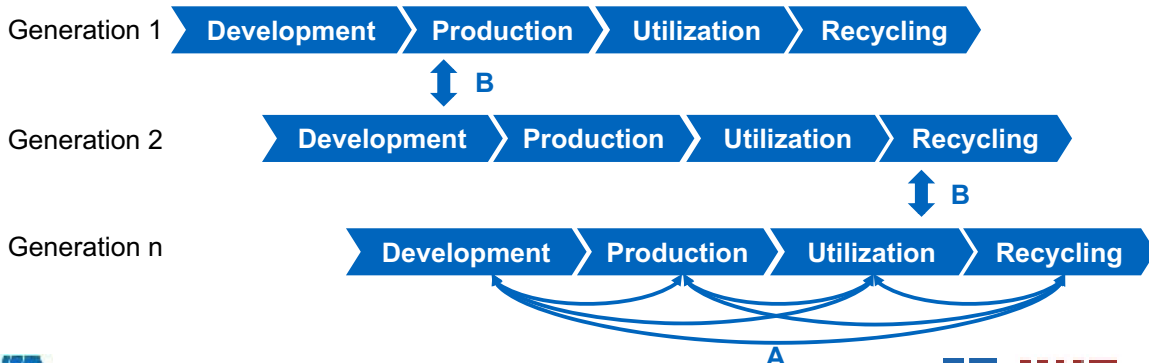 Generation 1 Development Production Utilization Recycling
B
Generation 2 Development Production Utilization Recycling
B
Generation n Development Production Utilization Recycling
A